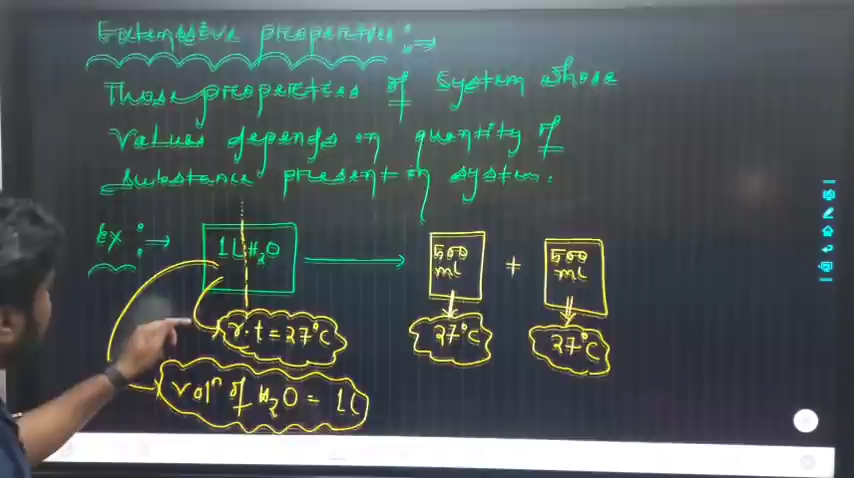 Extensive properties :⇒
Those properties of system whose
values depends on quantity of
substance present in system.
Ex :→ 1L H₂O → 500 ml + 500 ml
r.t = 27°C 27°C 27°C
volⁿ of H₂O = 1L